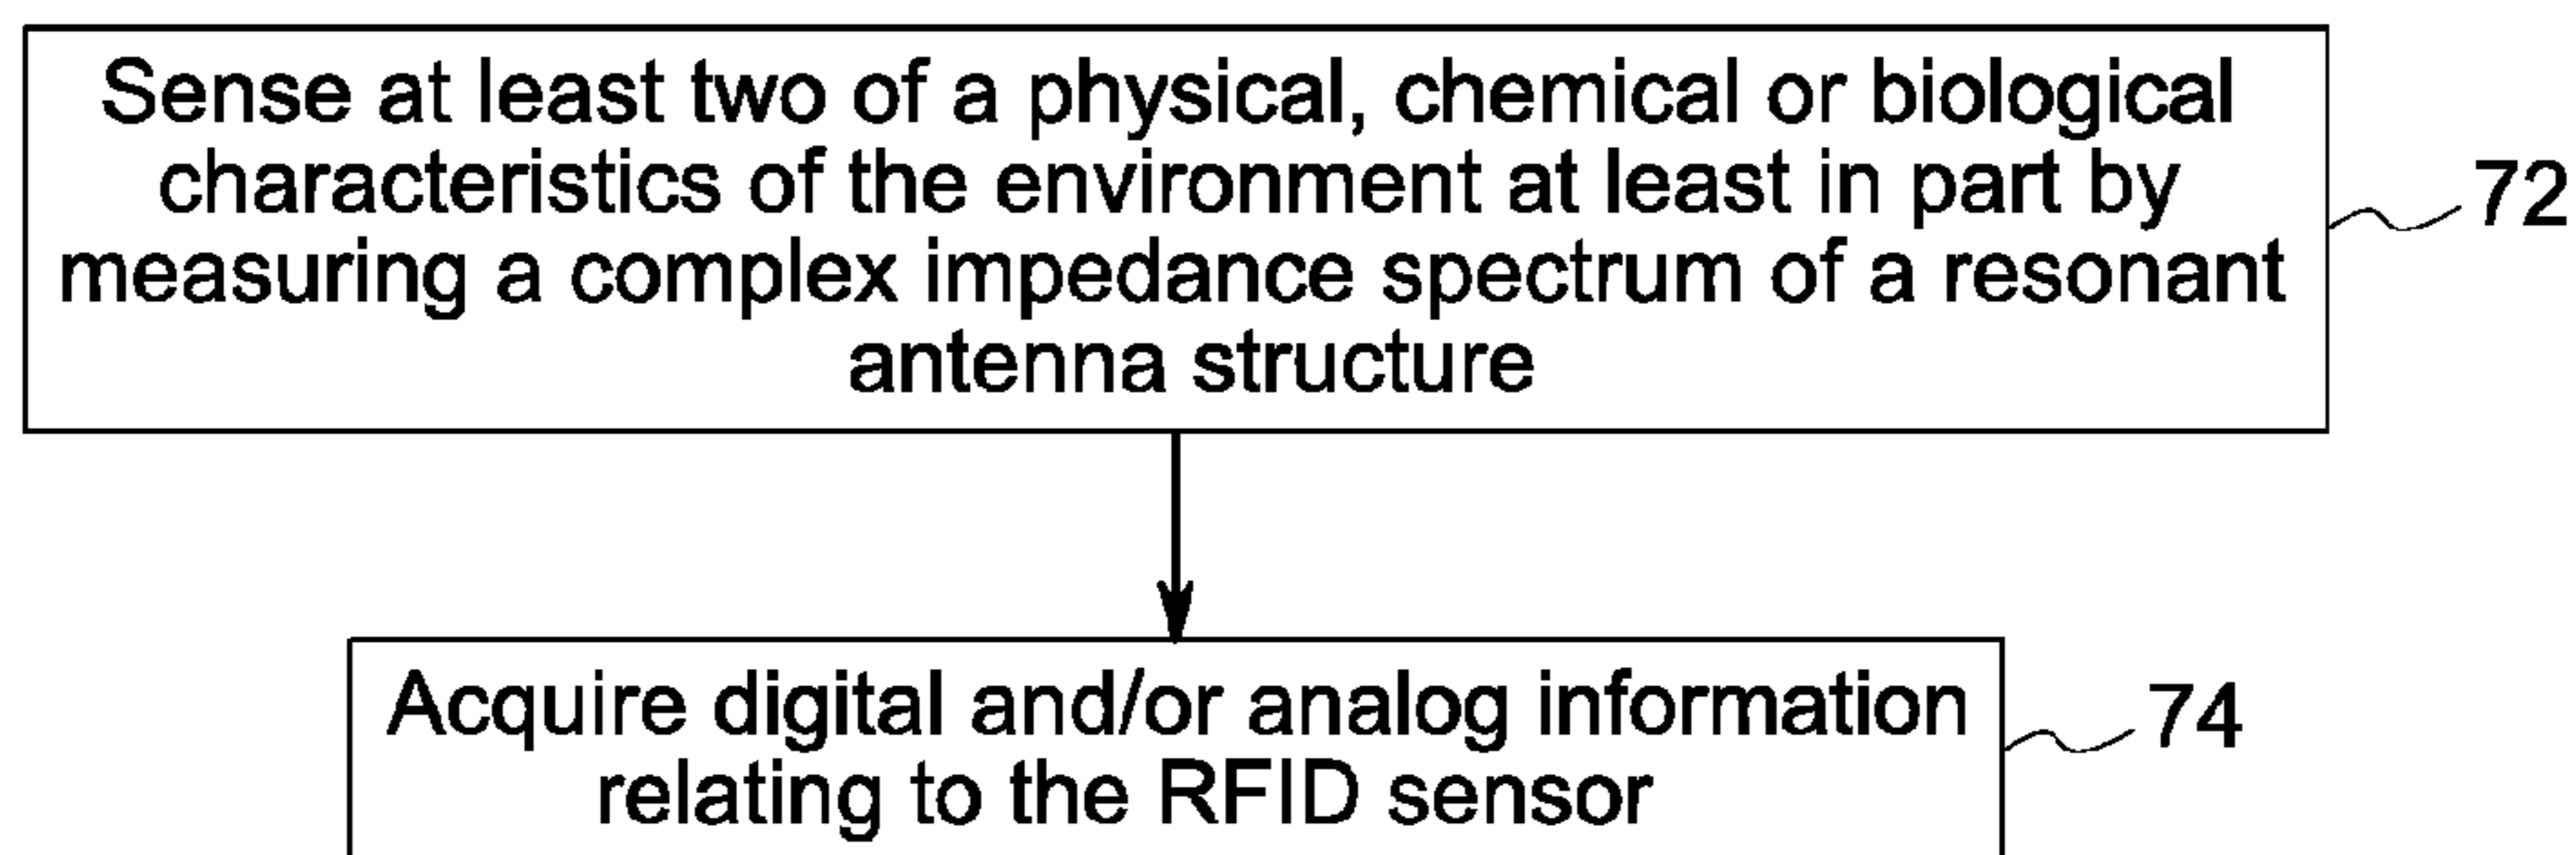 Sense at least two of a physical, chemical or biological
characteristics of the environment at least in part by
measuring a complex impedance spectrum of a resonant
antenna structure
72
Acquire digital and/or analog information
relating to the RFID sensor
74